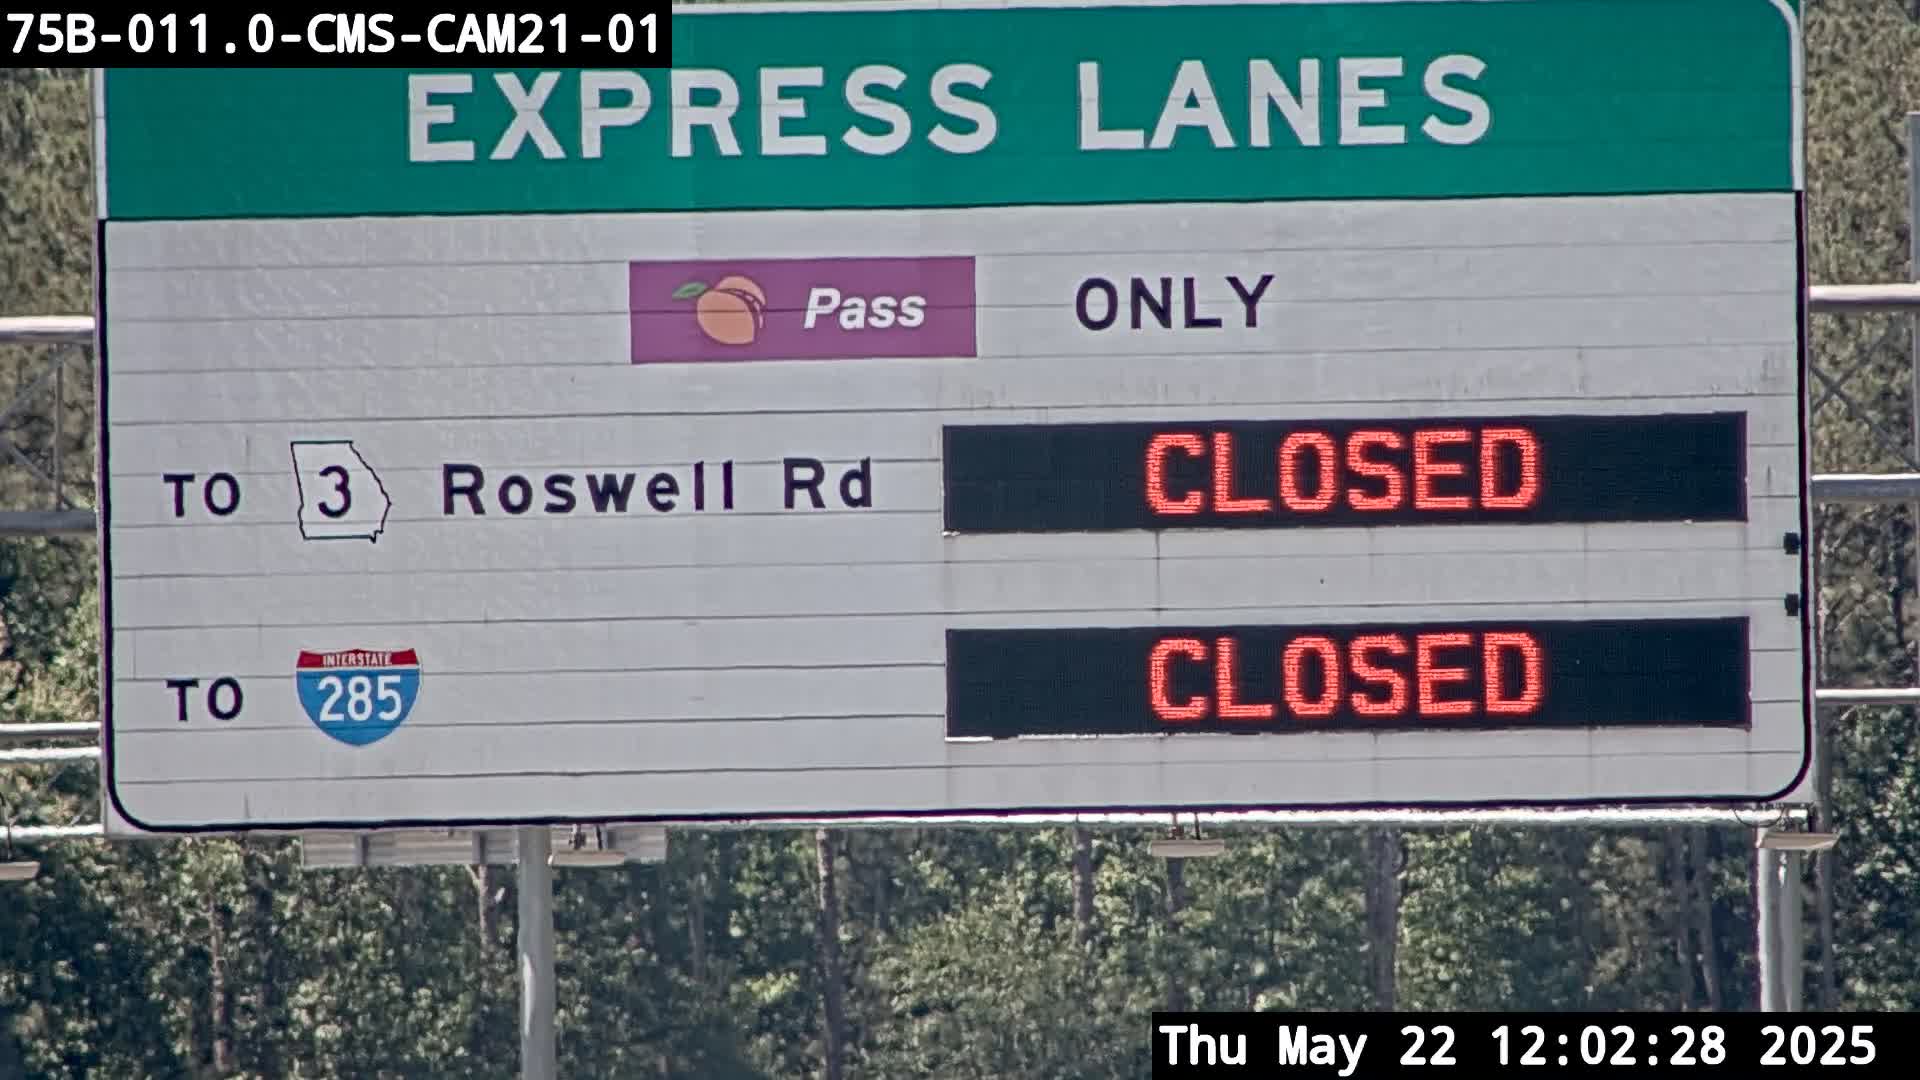 75B-011.0-CMS-CAM21-01
EXPRESS LANES
Pass ONLY
TO 3 Roswell Rd CLOSED
INTERSTATE
TO 285 CLOSED
Thu May 22 12:02:28 2025